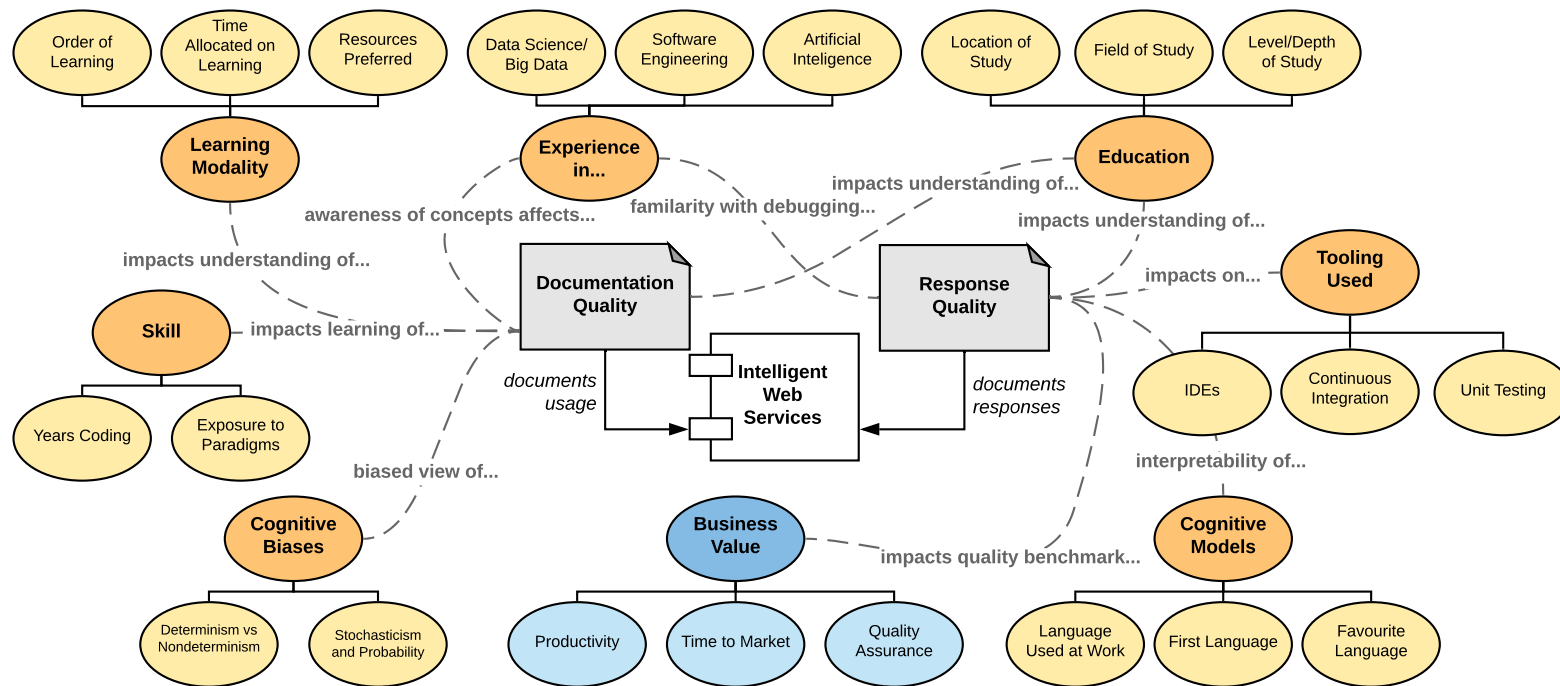 Order of
Learning
Time
Allocated on
Learning
Resources
Preferred
Data Science/
Big Data
Software
Engineering
Artificial
Inteligence
Location of
Study
Field of Study
Level/Depth
of Study
Learning
Modality
Experience
in...
Education
impacts understanding of...
awareness of concepts affects...
familarity with debugging...
impacts understanding of...
impacts understanding of...
Documentation
Quality
Response
Quality
Tooling
Used
impacts on...
Skill
impacts learning of...
documents
usage
Intelligent
Web
Services
documents
responses
IDEs
Continuous
Integration
Unit Testing
Years Coding
Exposure to
Paradigms
biased view of...
interpretability of...
Cognitive
Biases
Business
Value
impacts quality benchmark...
Cognitive
Models
Determinism vs
Nondeterminism
Stochasticism
and Probability
Productivity
Time to Market
Quality
Assurance
Language
Used at Work
First Language
Favourite
Language